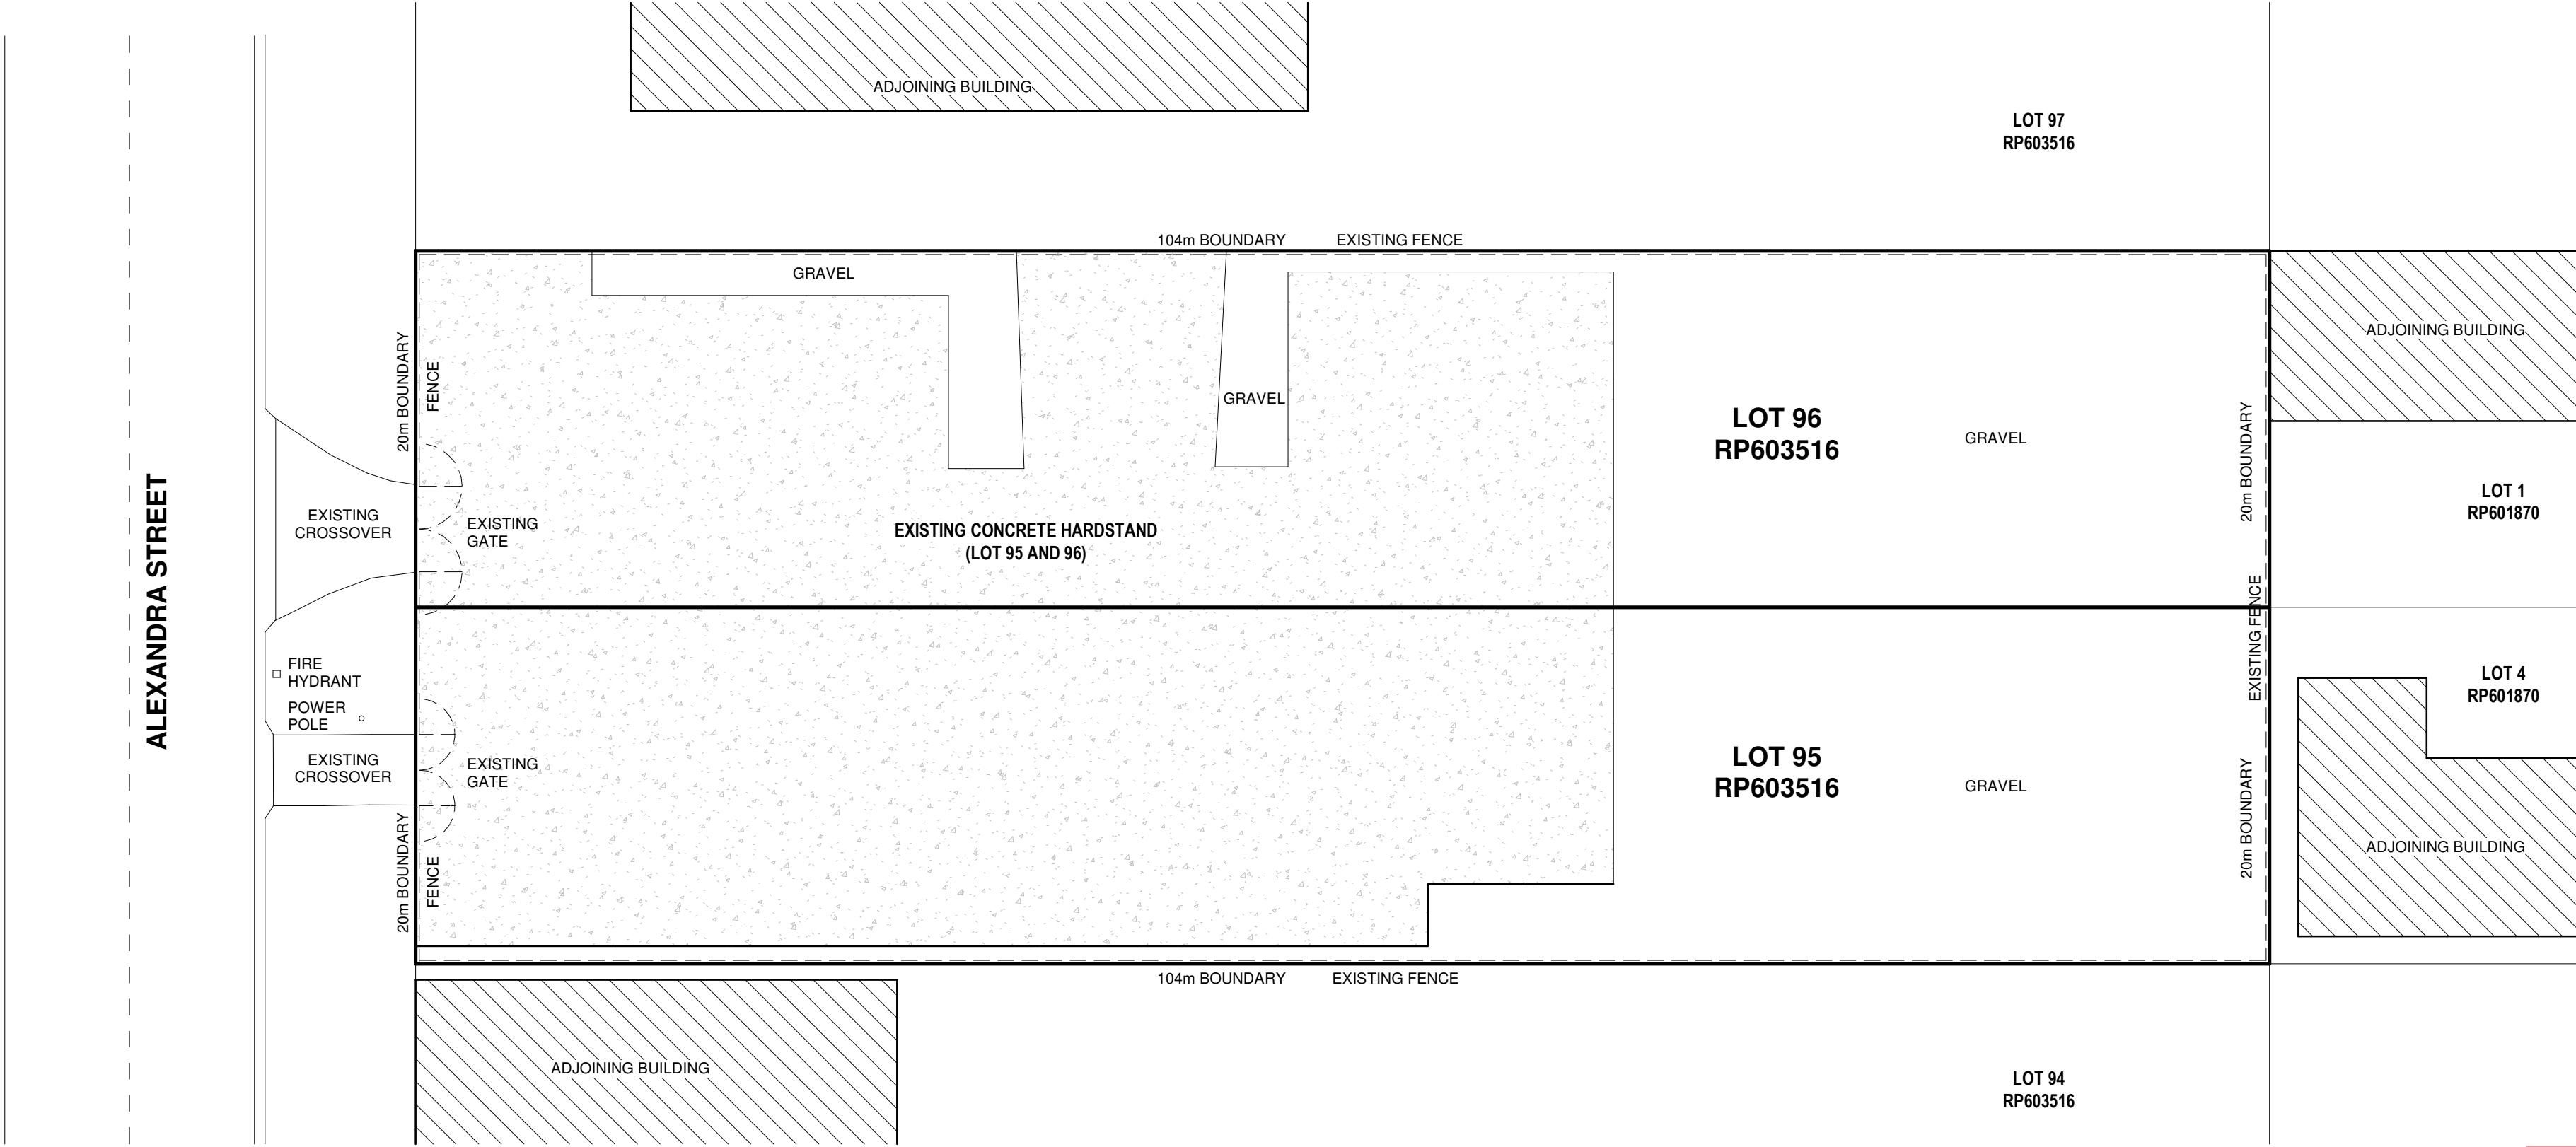 ADJOINING BUILDING
LOT 97
RP603516
104m BOUNDARY
EXISTING FENCE
GRAVEL
ADJOINING BUILDING
20m BOUNDARY
FENCE
GRAVEL
LOT 96
RP603516
GRAVEL
20m BOUNDARY
LOT 1
RP601870
ALEXANDRA STREET
EXISTING
CROSSOVER
EXISTING
GATE
EXISTING CONCRETE HARDSTAND
(LOT 95 AND 96)
EXISTING FENCE
FIRE
HYDRANT
POWER
POLE
LOT 4
RP601870
EXISTING
CROSSOVER
EXISTING
GATE
LOT 95
RP603516
GRAVEL
20m BOUNDARY
20m BOUNDARY
FENCE
ADJOINING BUILDING
104m BOUNDARY
EXISTING FENCE
ADJOINING BUILDING
LOT 94
RP603516